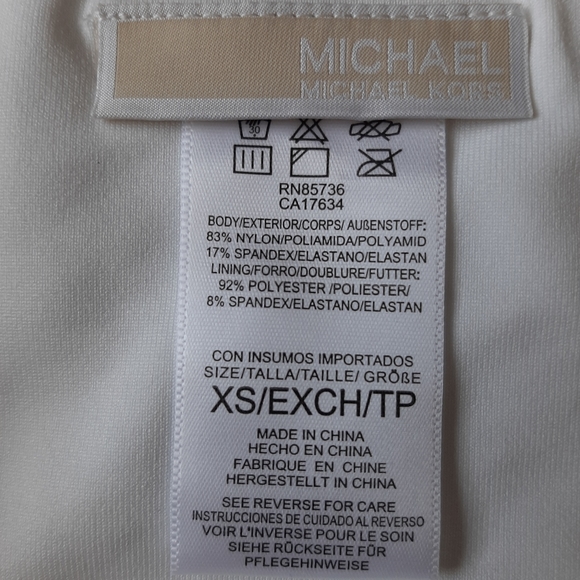 MICHAEL
MICHAEL KORS
30
RN85736
CA17634
BODY/EXTERIOR/CORPS/ AUßENSTOFF:
83% NYLON/POLIAMIDA/POLYAMID
17% SPANDEX/ELASTANO/ELASTAN
LINING/FORRO/DOUBLURE/FUTTER:
92% POLYESTER /POLIESTER/
8% SPANDEX/ELASTANO/ELASTAN
CON INSUMOS IMPORTADOS
SIZE/TALLA/TAILLE/ GRÖßE
XS/EXCH/TP
MADE IN CHINA
HECHO EN CHINA
FABRIQUE EN CHINE
HERGESTELLT IN CHINA
SEE REVERSE FOR CARE
INSTRUCCIONES DE CUIDADO AL REVERSO
VOIR L'INVERSE POUR LE SOIN
SIEHE RÜCKSEITE FÜR
PFLEGEHINWEISE